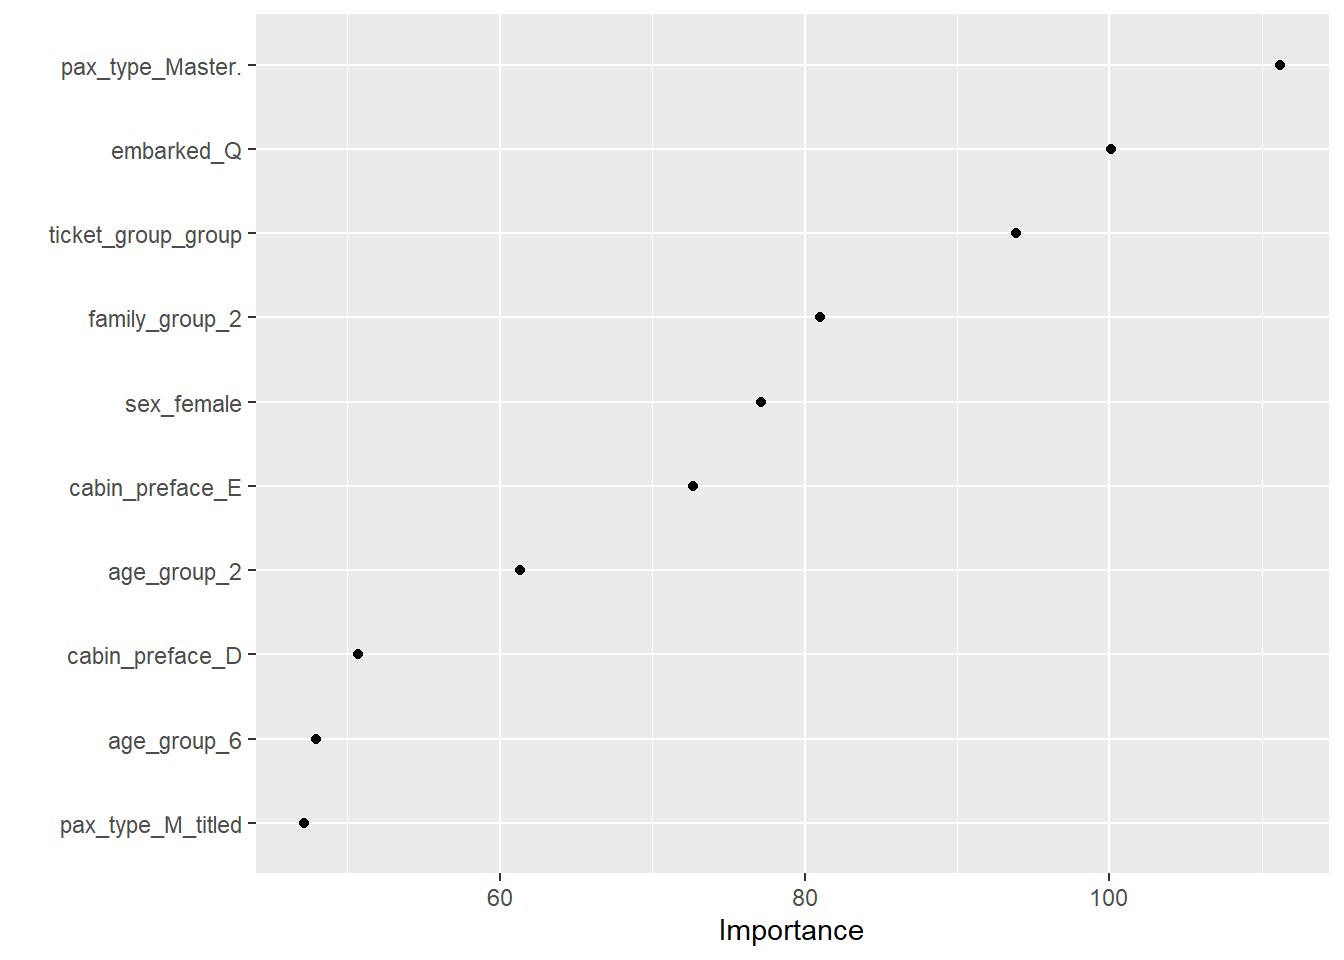 pax_type_Master.
embarked_Q
ticket_group_group
family_group_2
sex_female
cabin_preface_E
age_group_2
cabin_preface_D
age_group_6
pax_type_M_titled
60 80 100
Importance